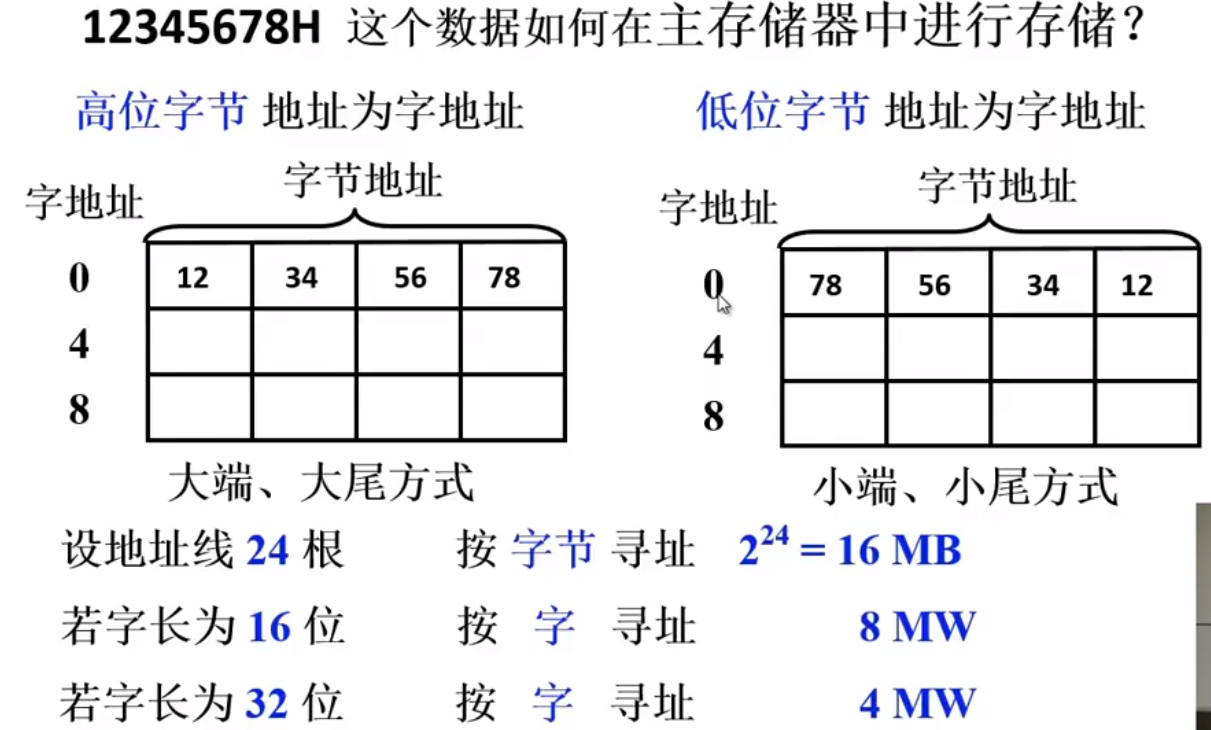 12345678H 这个数据如何在主存储器中进行存储？
高位字节 地址为字地址
字地址 字节地址
0 12 34 56 78
4
8
大端、大尾方式
低位字节 地址为字地址
字地址 字节地址
0 78 56 34 12
4
8
小端、小尾方式
设地址线 24 根 按 字节 寻址 2²⁴ = 16 MB
若字长为 16 位 按 字 寻址 8 MW
若字长为 32 位 按 字 寻址 4 MW